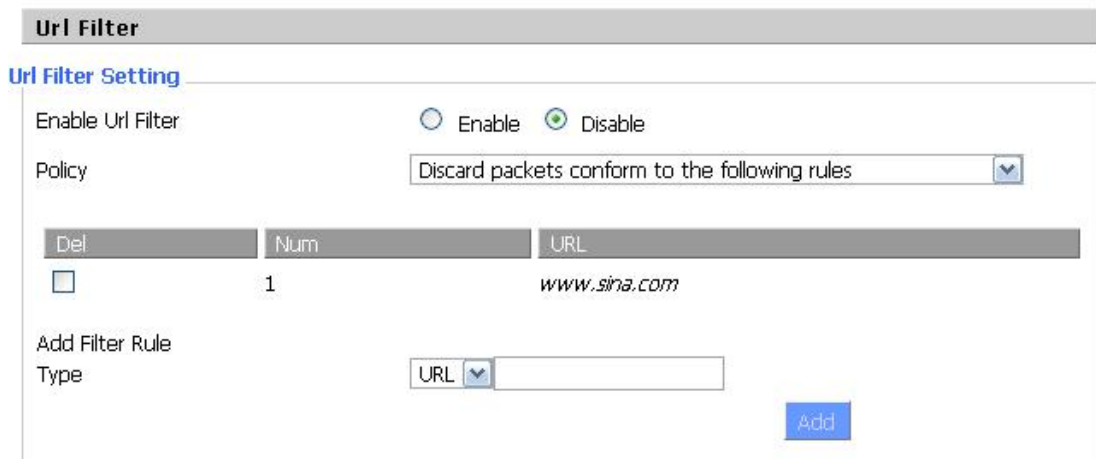 Url Filter
Url Filter Setting
Enable Url Filter Enable Disable
Policy Discard packets conform to the following rules
Del Num URL
1 www.sina.com
Add Filter Rule
Type URL
Add